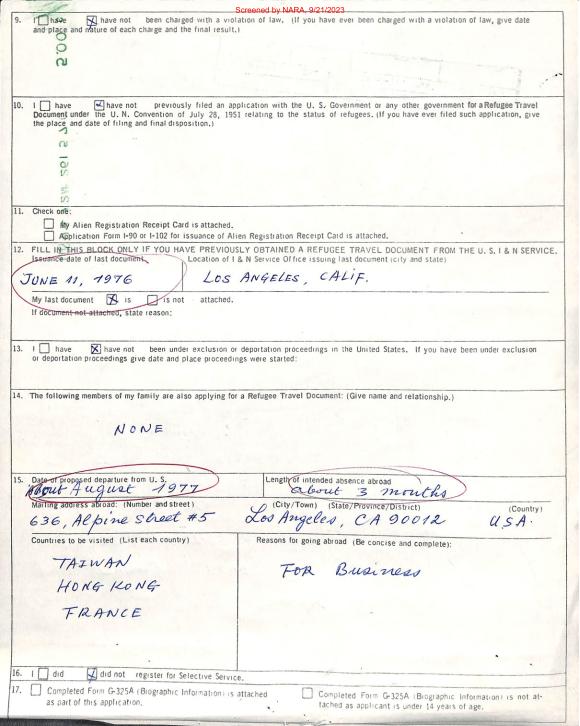 Screened by NARA, 9/21/2023
9. I have have not been charged with a violation of law. (If you have ever been charged with a violation of law, give date
and place and nature of each charge and the final result.)
10. I have have not previously filed an application with the U. S. Government or any other government for a Refugee Travel
Document under the U. N. Convention of July 28, 1951 relating to the status of refugees. (If you have ever filed such application, give
the place and date of filing and final disposition.)
11. Check one:
My Alien Registration Receipt Card is attached.
Application Form I-90 or I-102 for issuance of Alien Registration Receipt Card is attached.
12. FILL IN THIS BLOCK ONLY IF YOU HAVE PREVIOUSLY OBTAINED A REFUGEE TRAVEL DOCUMENT FROM THE U. S. I & N SERVICE.
Issuance date of last document Location of I & N Service Office issuing last document (city and state)
JUNE 11, 1976 LOS ANGELES, CALIF.
My last document is is not attached.
If document not attached, state reason:
13. I have have not been under exclusion or deportation proceedings in the United States. If you have been under exclusion
or deportation proceedings give date and place proceedings were started:
14. The following members of my family are also applying for a Refugee Travel Document: (Give name and relationship.)
NONE
15. Date of proposed departure from U. S. Length of intended absence abroad
About August 1977 about 3 months
Mailing address abroad: (Number and street) (City/Town) (State/Province/District) (Country)
636, Alpine Street #5 Los Angeles, CA 90012 USA.
Countries to be visited (List each country) Reasons for going abroad (Be concise and complete):
TAIWAN FOR Business
HONG KONG
FRANCE
16. I did did not register for Selective Service.
17. Completed Form G-325A (Biographic Information) is attached Completed Form G-325A (Biographic Information) is not at-
as part of this application. tached as applicant is under 14 years of age.